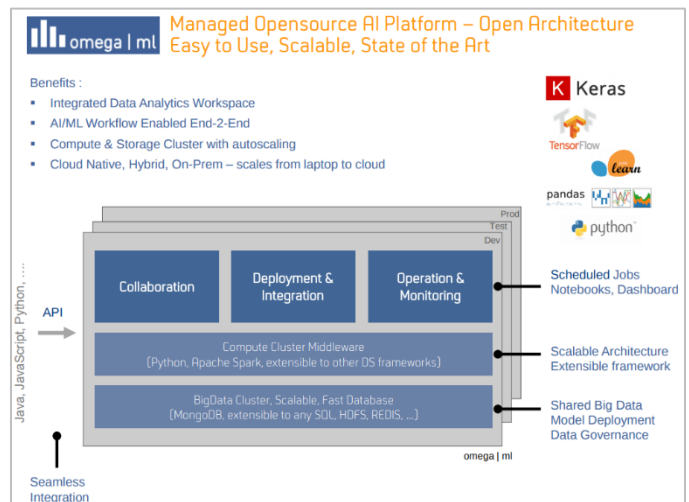 omega | ml
Managed Opensource AI Platform – Open Architecture
Easy to Use, Scalable, State of the Art
Benefits :
▪ Integrated Data Analytics Workspace
▪ AI/ML Workflow Enabled End-2-End
▪ Compute & Storage Cluster with autoscaling
▪ Cloud Native, Hybrid, On-Prem – scales from laptop to cloud
K Keras
TensorFlow
learn
pandas
python
Prod
Test
Dev
Java, JavaScript, Python, ....
API
Collaboration
Deployment &
Integration
Operation &
Monitoring
Scheduled Jobs
Notebooks, Dashboard
Compute Cluster Middleware
(Python, Apache Spark, extensible to other DS frameworks)
Scalable Architecture
Extensible framework
BigData Cluster, Scalable, Fast Database
(MongoDB, extensible to any SQL, HDFS, REDIS, ...)
Shared Big Data
Model Deployment
Data Governance
omega | ml
Seamless
Integration